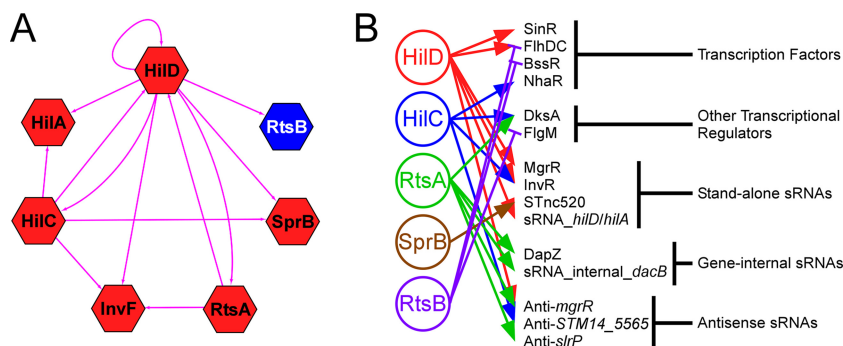 A
HilD
HilA
RtsB
HilC
SprB
InvF
RtsA
B
HilD
HilC
RtsA
SprB
RtsB
SinR
FlhDC
BssR
NhaR
Transcription Factors
DksA
FlgM
Other Transcriptional
Regulators
MgrR
InvR
STnc520
sRNA_hilD/hilA
Stand-alone sRNAs
DapZ
sRNA_internal_dacB
Gene-internal sRNAs
Anti-mgrR
Anti-STM14_5565
Anti-slrP
Antisense sRNAs